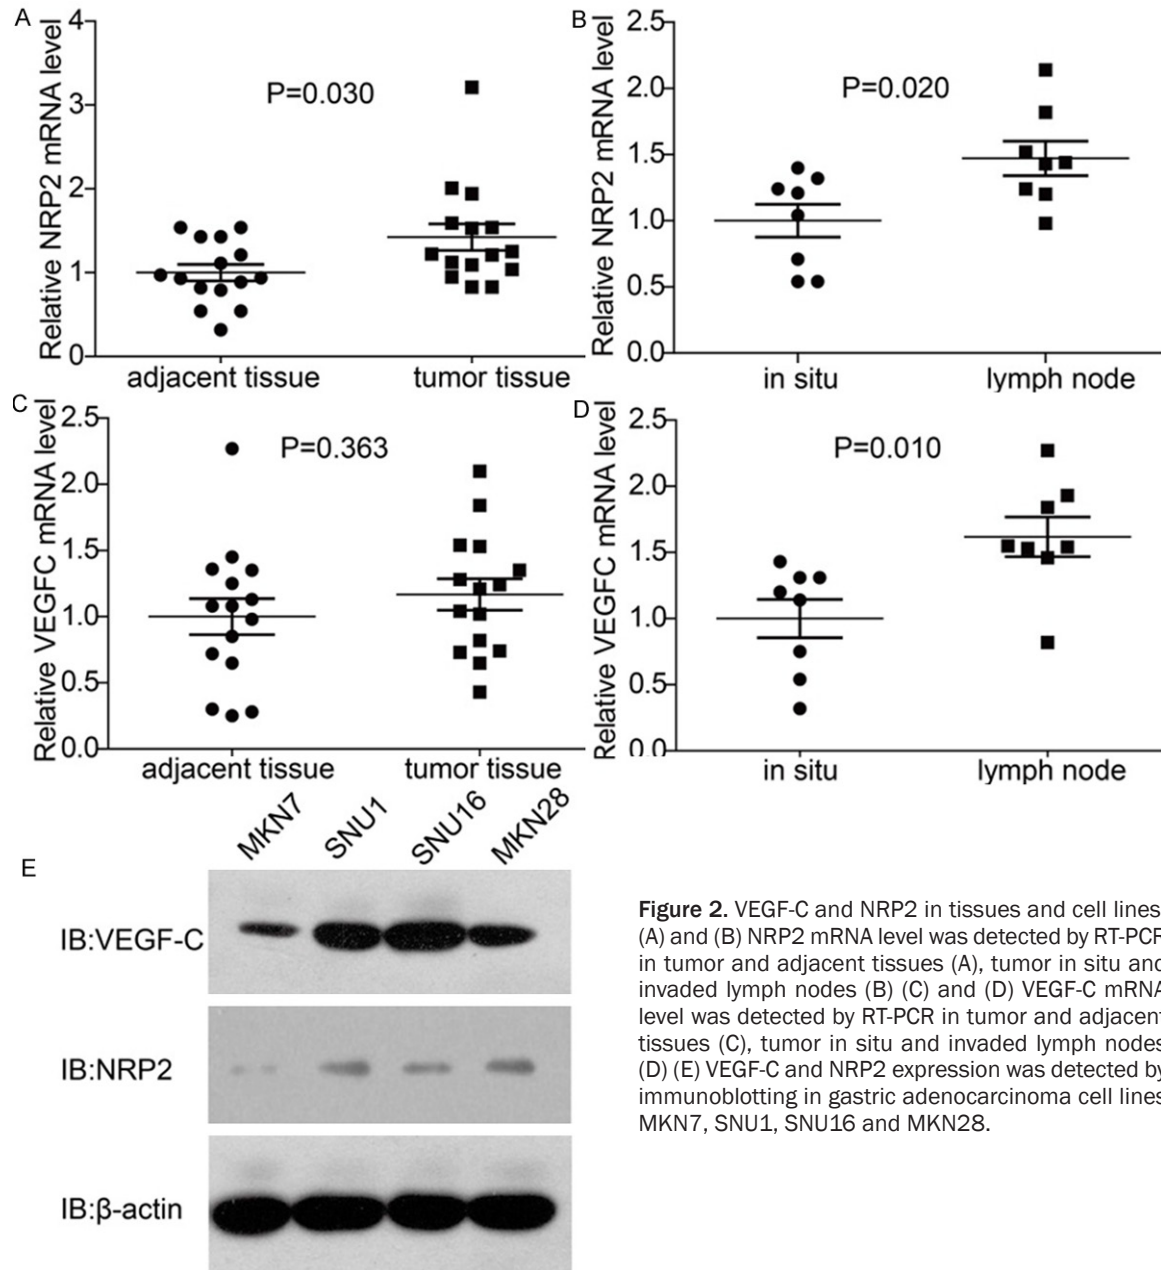 A
Relative NRP2 mRNA level
4
3
2
1
0
P=0.030
adjacent tissue
tumor tissue
B
Relative NRP2 mRNA level
2.5
2.0
1.5
1.0
0.5
0.0
P=0.020
in situ
lymph node
C
Relative VEGFC mRNA level
2.5
2.0
1.5
1.0
0.5
0.0
P=0.363
adjacent tissue
tumor tissue
D
Relative VEGFC mRNA level
2.5
2.0
1.5
1.0
0.5
0.0
P=0.010
in situ
lymph node
E
MKN7
SNU1
SNU16
MKN28
IB:VEGF-C
IB:NRP2
IB:β-actin
Figure 2. VEGF-C and NRP2 in tissues and cell lines
(A) and (B) NRP2 mRNA level was detected by RT-PCR
in tumor and adjacent tissues (A), tumor in situ and
invaded lymph nodes (B) (C) and (D) VEGF-C mRNA
level was detected by RT-PCR in tumor and adjacent
tissues (C), tumor in situ and invaded lymph nodes
(D) (E) VEGF-C and NRP2 expression was detected by
immunoblotting in gastric adenocarcinoma cell lines
MKN7, SNU1, SNU16 and MKN28.